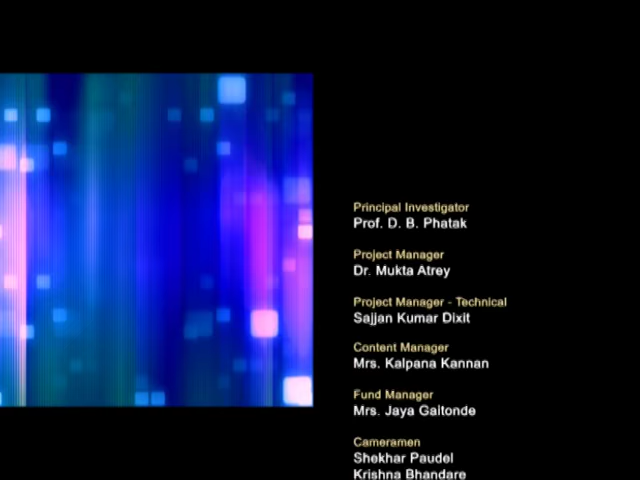 Principal Investigator
Prof. D. B. Phatak
Project Manager
Dr. Mukta Atrey
Project Manager - Technical
Sajjan Kumar Dixit
Content Manager
Mrs. Kalpana Kannan
Fund Manager
Mrs. Jaya Gaitonde
Cameramen
Shekhar Paudel
Krishna Bhandare